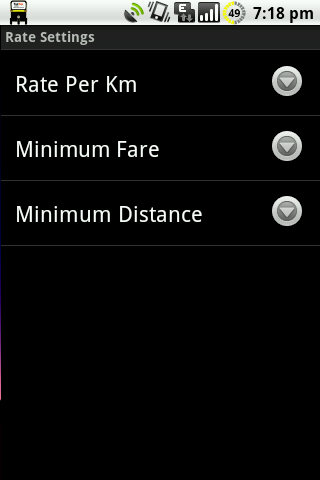 E
49
7:18 pm
Rate Settings
Rate Per Km
Minimum Fare
Minimum Distance